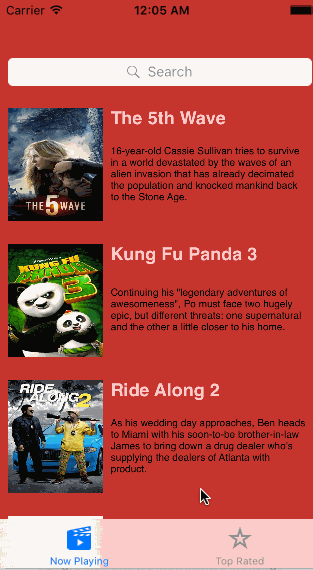 Carrier 12:05 AM
Search
The 5th Wave
16-year-old Cassie Sullivan tries to survive
in a world devastated by the waves of an
alien invasion that has already decimated
the population and knocked mankind back
to the Stone Age.
THE 5 WAVE
Kung Fu Panda 3
Continuing his "legendary adventures of
awesomeness", Po must face two hugely
epic, but different threats: one supernatural
and the other a little closer to his home.
KUNG FU
PANDA
3
Ride Along 2
As his wedding day approaches, Ben heads
to Miami with his soon-to-be brother-in-law
James to bring down a drug dealer who's
supplying the dealers of Atlanta with
product.
RIDE
ALONG 2
Now Playing
Top Rated